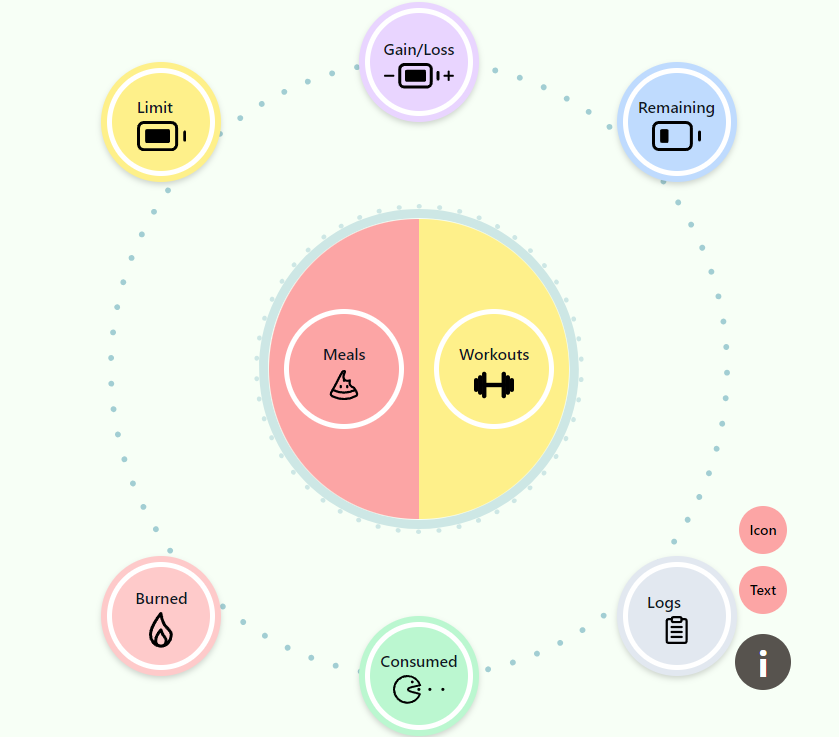 Gain/Loss
Limit
Remaining
Meals
Workouts
Icon
Text
Burned
Logs
Consumed
i